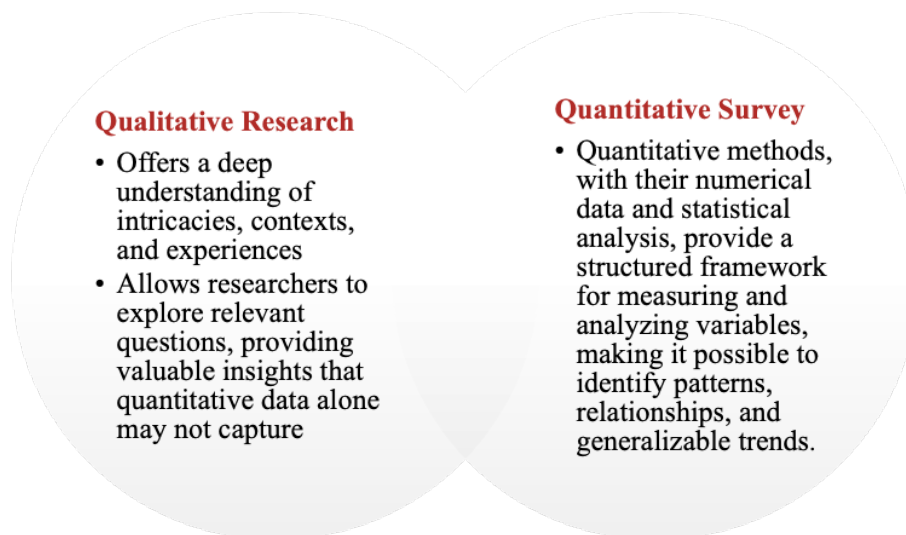 Qualitative Research
• Offers a deep
understanding of
intricacies, contexts,
and experiences
• Allows researchers to
explore relevant
questions, providing
valuable insights that
quantitative data alone
may not capture
Quantitative Survey
• Quantitative methods,
with their numerical
data and statistical
analysis, provide a
structured framework
for measuring and
analyzing variables,
making it possible to
identify patterns,
relationships, and
generalizable trends.